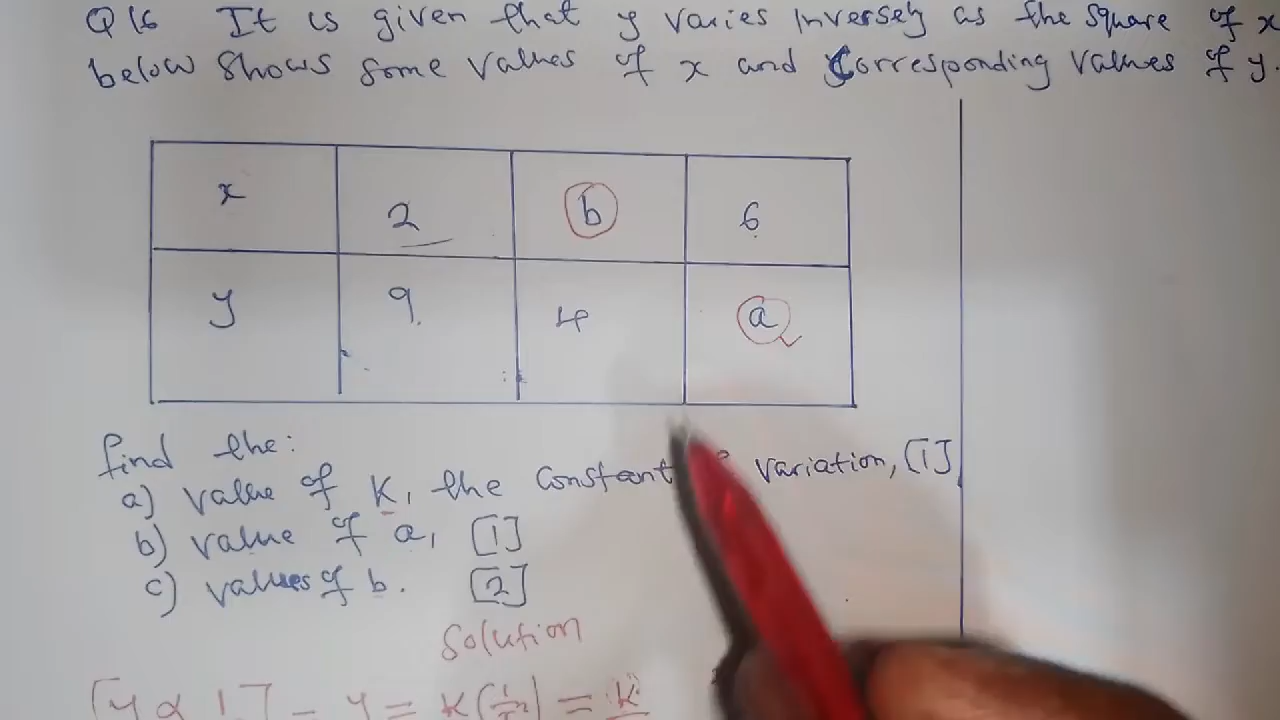 Q16 It is given that y varies inversely as the square of x
below shows some values of x and corresponding values of y.
x 2 b 6
y 9 4 a
find the:
a) value of K, the constant variation, [1]
b) value of a, [1]
c) values of b. [2]
Solution
y = K(
= K